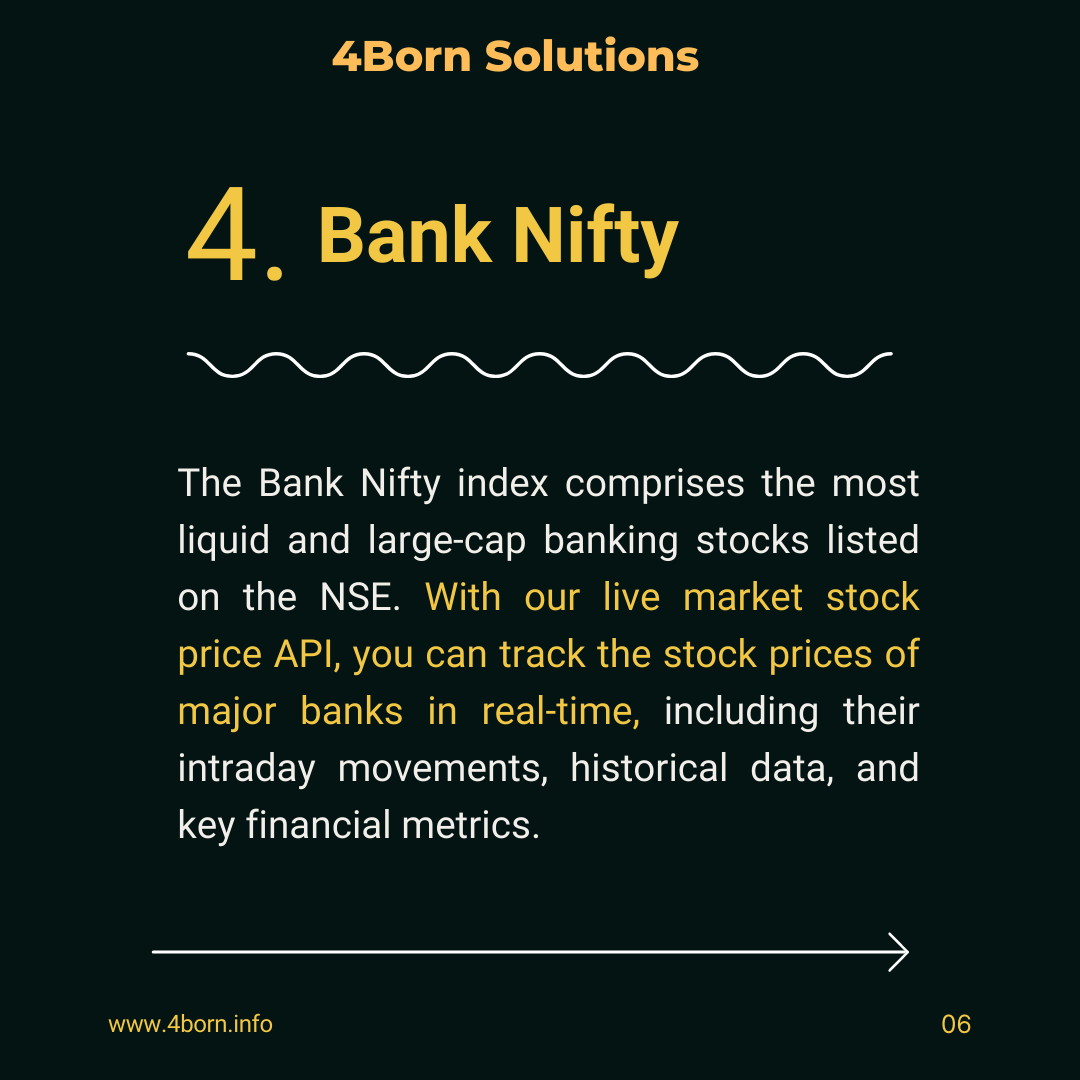 4Born Solutions
4. Bank Nifty
The Bank Nifty index comprises the most
liquid and large-cap banking stocks listed
on the NSE. With our live market stock
price API, you can track the stock prices of
major banks in real-time, including their
intraday movements, historical data, and
key financial metrics.
www.4born.info
06